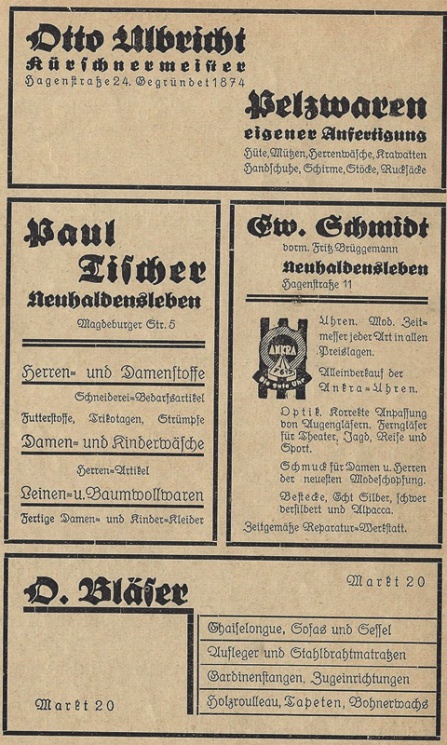 Otto Ulbricht
Kürschnermeister
Hagenstraße 24. Gegründet 1874
Pelzwaren
eigener Anfertigung
Hüte, Mützen, Herrenwäsche, Krawatten
Handschuhe, Schirme, Stöcke, Rucksäcke
Paul
Tischer
Neuhaldensleben
Magdeburger Str. 5
Herren- und Damenstoffe
Schneiderei-Bedarfsartikel
Futterstoffe, Trikotagen, Strümpfe
Damen- und Kinderwäsche
Herren-Artikel
Leinen- u. Baumwollwaren
Fertige Damen- und Kinder-Kleider
Ew. Schmidt
vorm. Fritz Brüggemann
Neuhaldensleben
Hagenstraße 11
ANKRA
Die gute Uhr
Uhren. Mod. Zeit-
messer jeder Art in allen
Preislagen.
Alleinverkauf der
Ankra-Uhren.
Optik. Korrekte Anpassung
von Augengläsern. Ferngläser
für Theater, Jagd, Reise und
Sport.
Schmuck für Damen u. Herren
der neuesten Modeschöpfung.
Bestecke, Echt Silber, schwer
versilbert und Alpacca.
Zeitgemäße Reparatur-Werkstatt.
O. Bläser
Markt 20
Chaiselongue, Sofas und Sessel
Aufleger und Stahldrahtmatratzen
Gardinenstangen, Zugeinrichtungen
Holzroulleau, Tapeten, Bohnerwachs
Markt 20